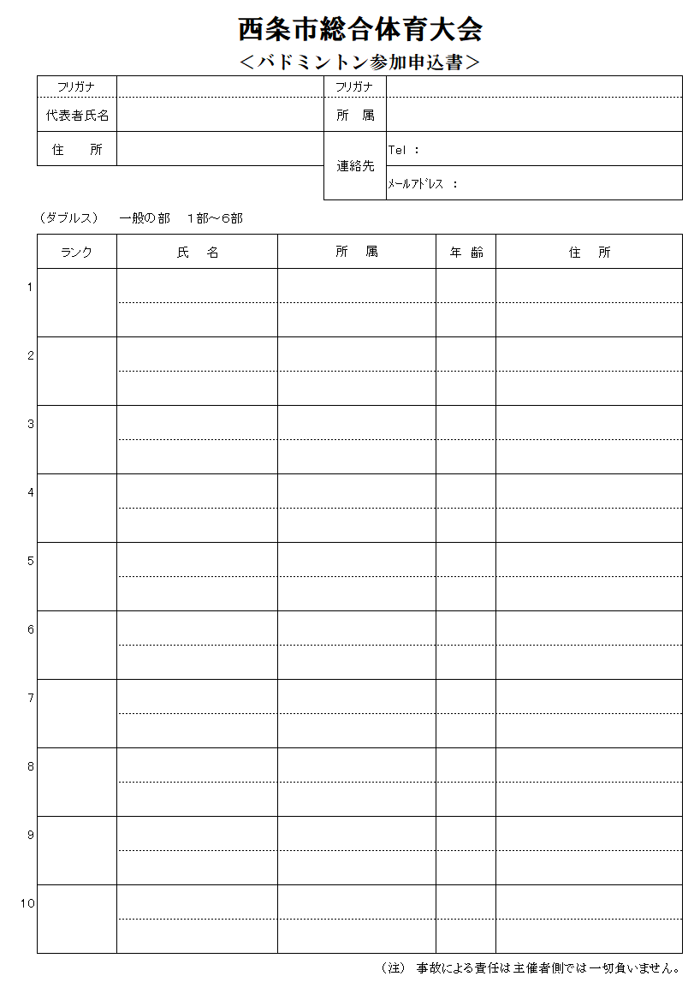 西条市総合体育大会
＜バドミントン参加申込書＞
フリガナ フリガナ
代表者氏名 所　属
住　　所 連絡先 Tel ：
ﾒｰﾙｱﾄﾞﾚｽ ：
（ダブルス）　一般の部　１部～６部
ランク 氏　名 所　属 年 齢 住　所
1
2
3
4
5
6
7
8
9
10
（注） 事故による責任は主催者側では一切負いません。